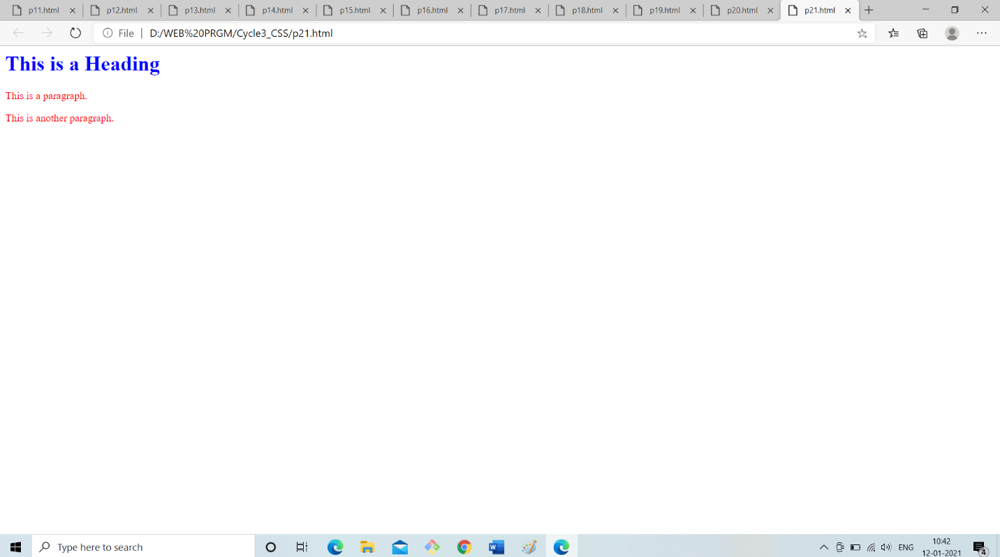 p11.html p12.html p13.html p14.html p15.html p16.html p17.html p18.html p19.html p20.html p21.html
File | D:/WEB%20PRGM/Cycle3_CSS/p21.html
This is a Heading
This is a paragraph.
This is another paragraph.
Type here to search
W
ENG
10:42
12-01-2021
4